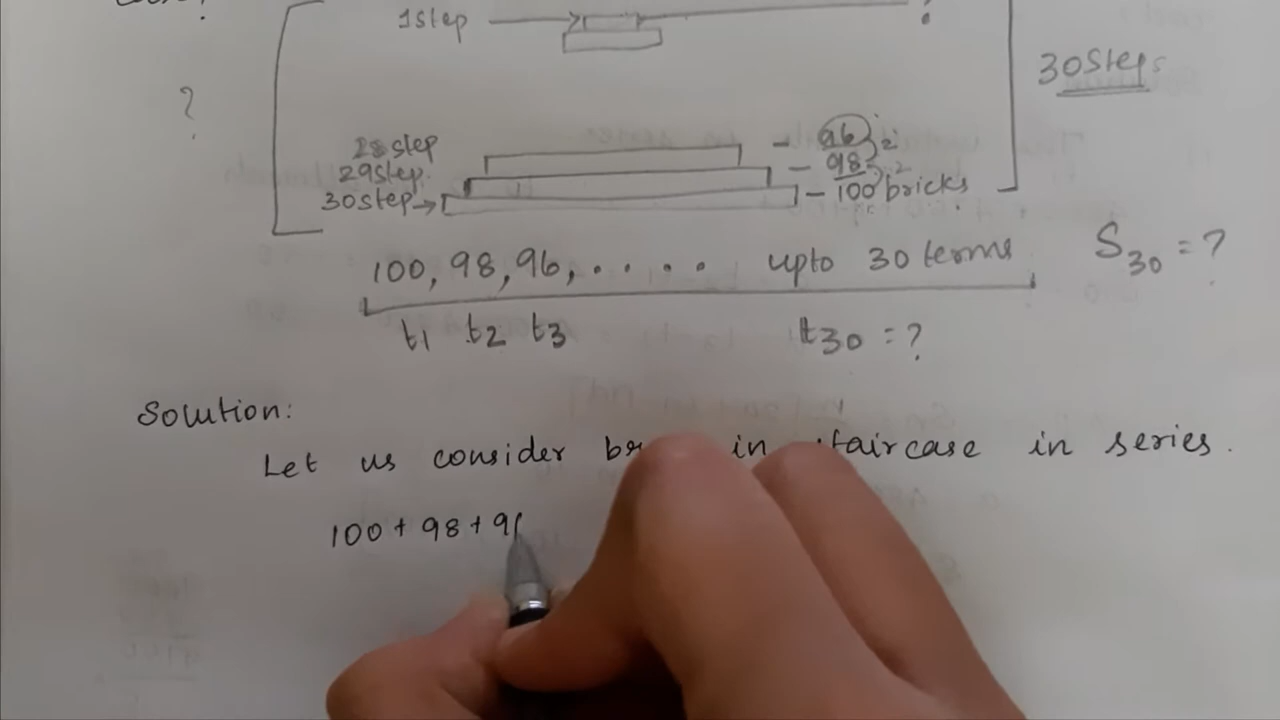 ?
1step ?
30Steps
?
28step - 96 2
29step. - 98 2
30step → - 100 bricks
100, 98, 96, . . . . . upto 30 terms S30 = ?
t1 t2 t3 t30 = ?
Solution:
Let us consider in staircase in series.
100 + 98 + 9